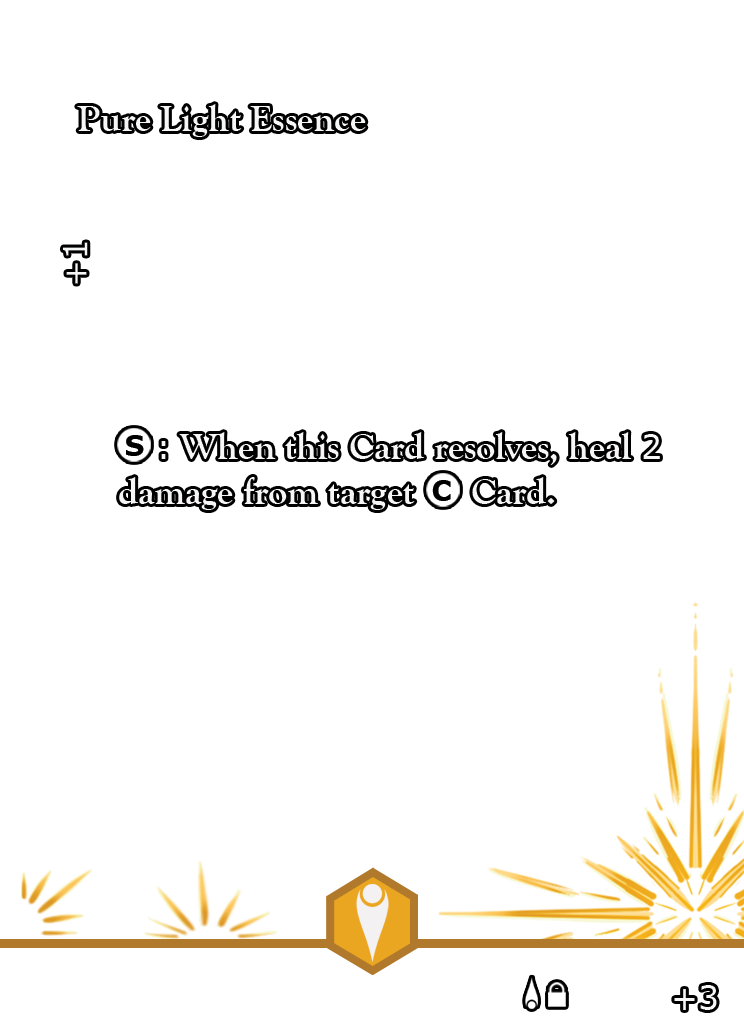 Pure Light Essence
+1
S: When this Card resolves, heal 2
damage from target C Card.
+3